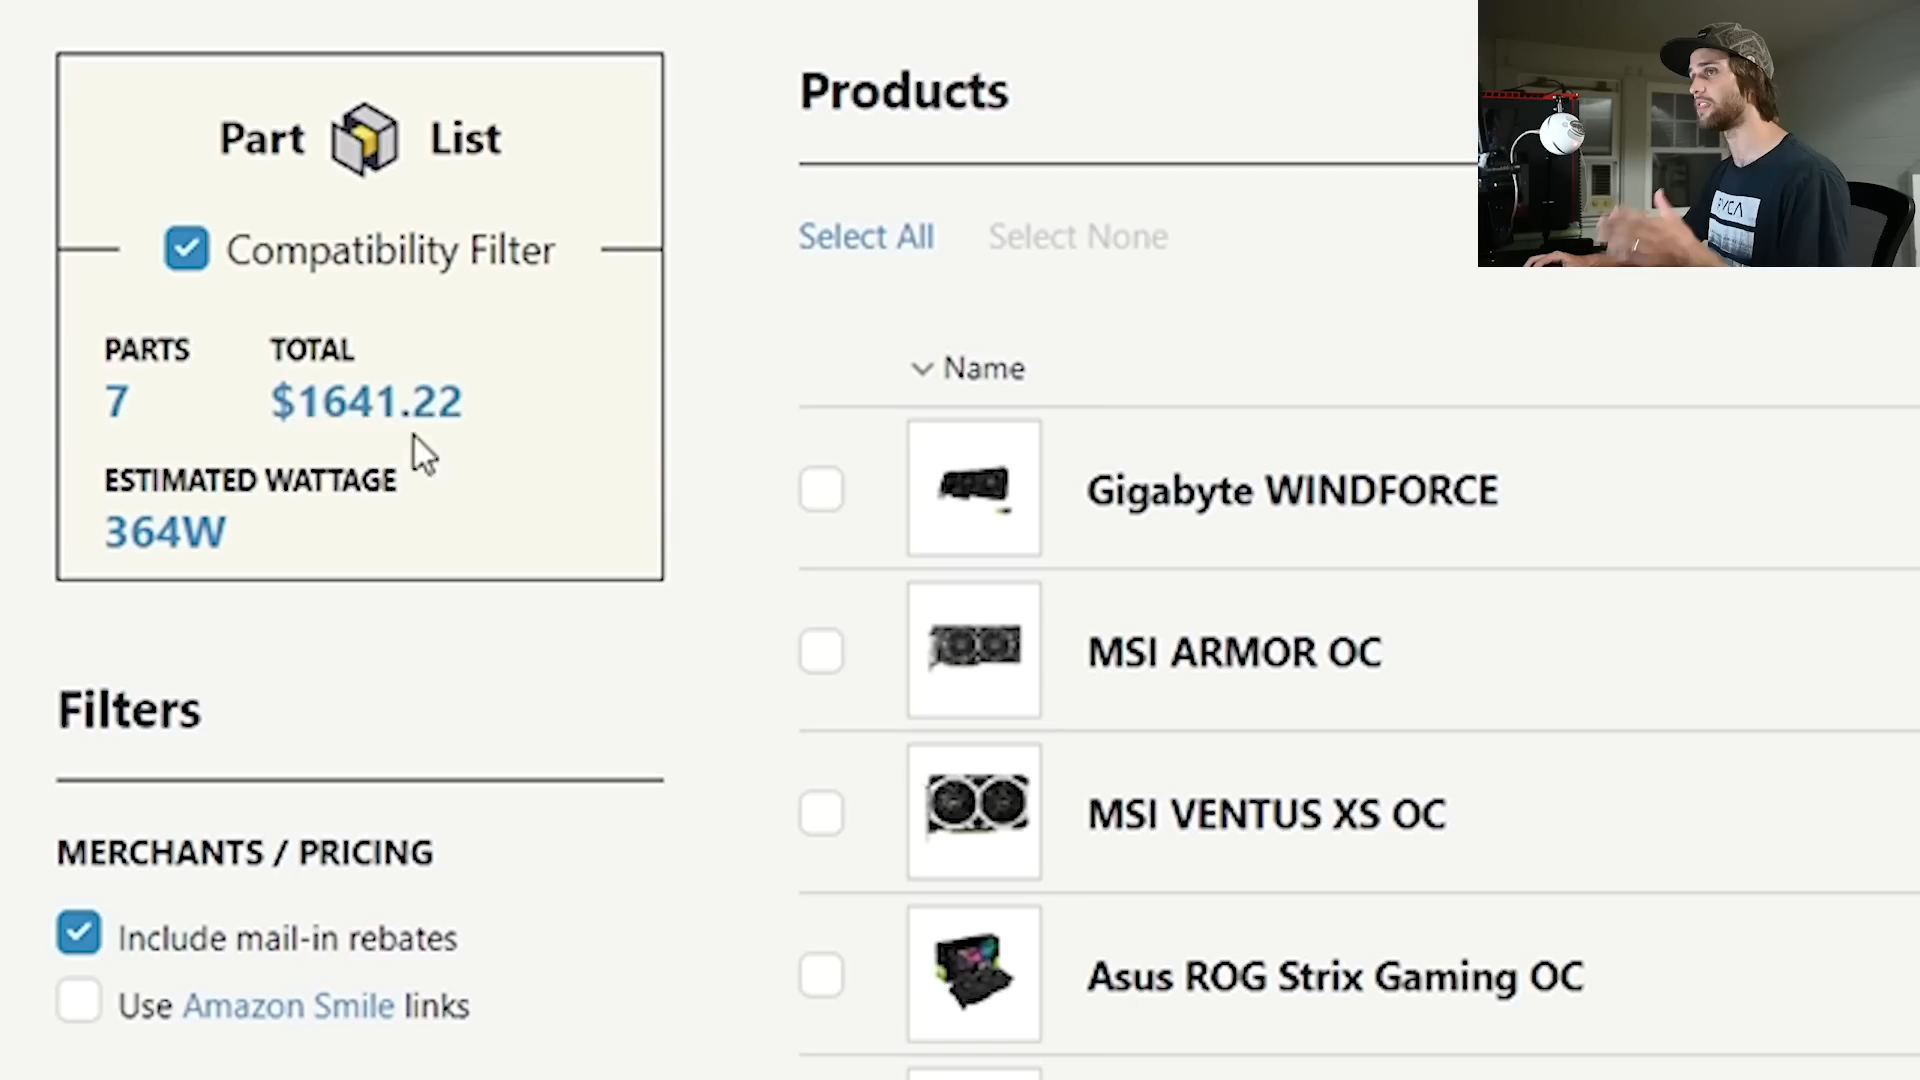 Part List
Compatibility Filter
PARTS TOTAL
7 $1641.22
ESTIMATED WATTAGE
364W
Filters
MERCHANTS / PRICING
Include mail-in rebates
Use Amazon Smile links
Products
Select All Select None
Name
Gigabyte WINDFORCE
MSI ARMOR OC
MSI VENTUS XS OC
Asus ROG Strix Gaming OC
RVCA